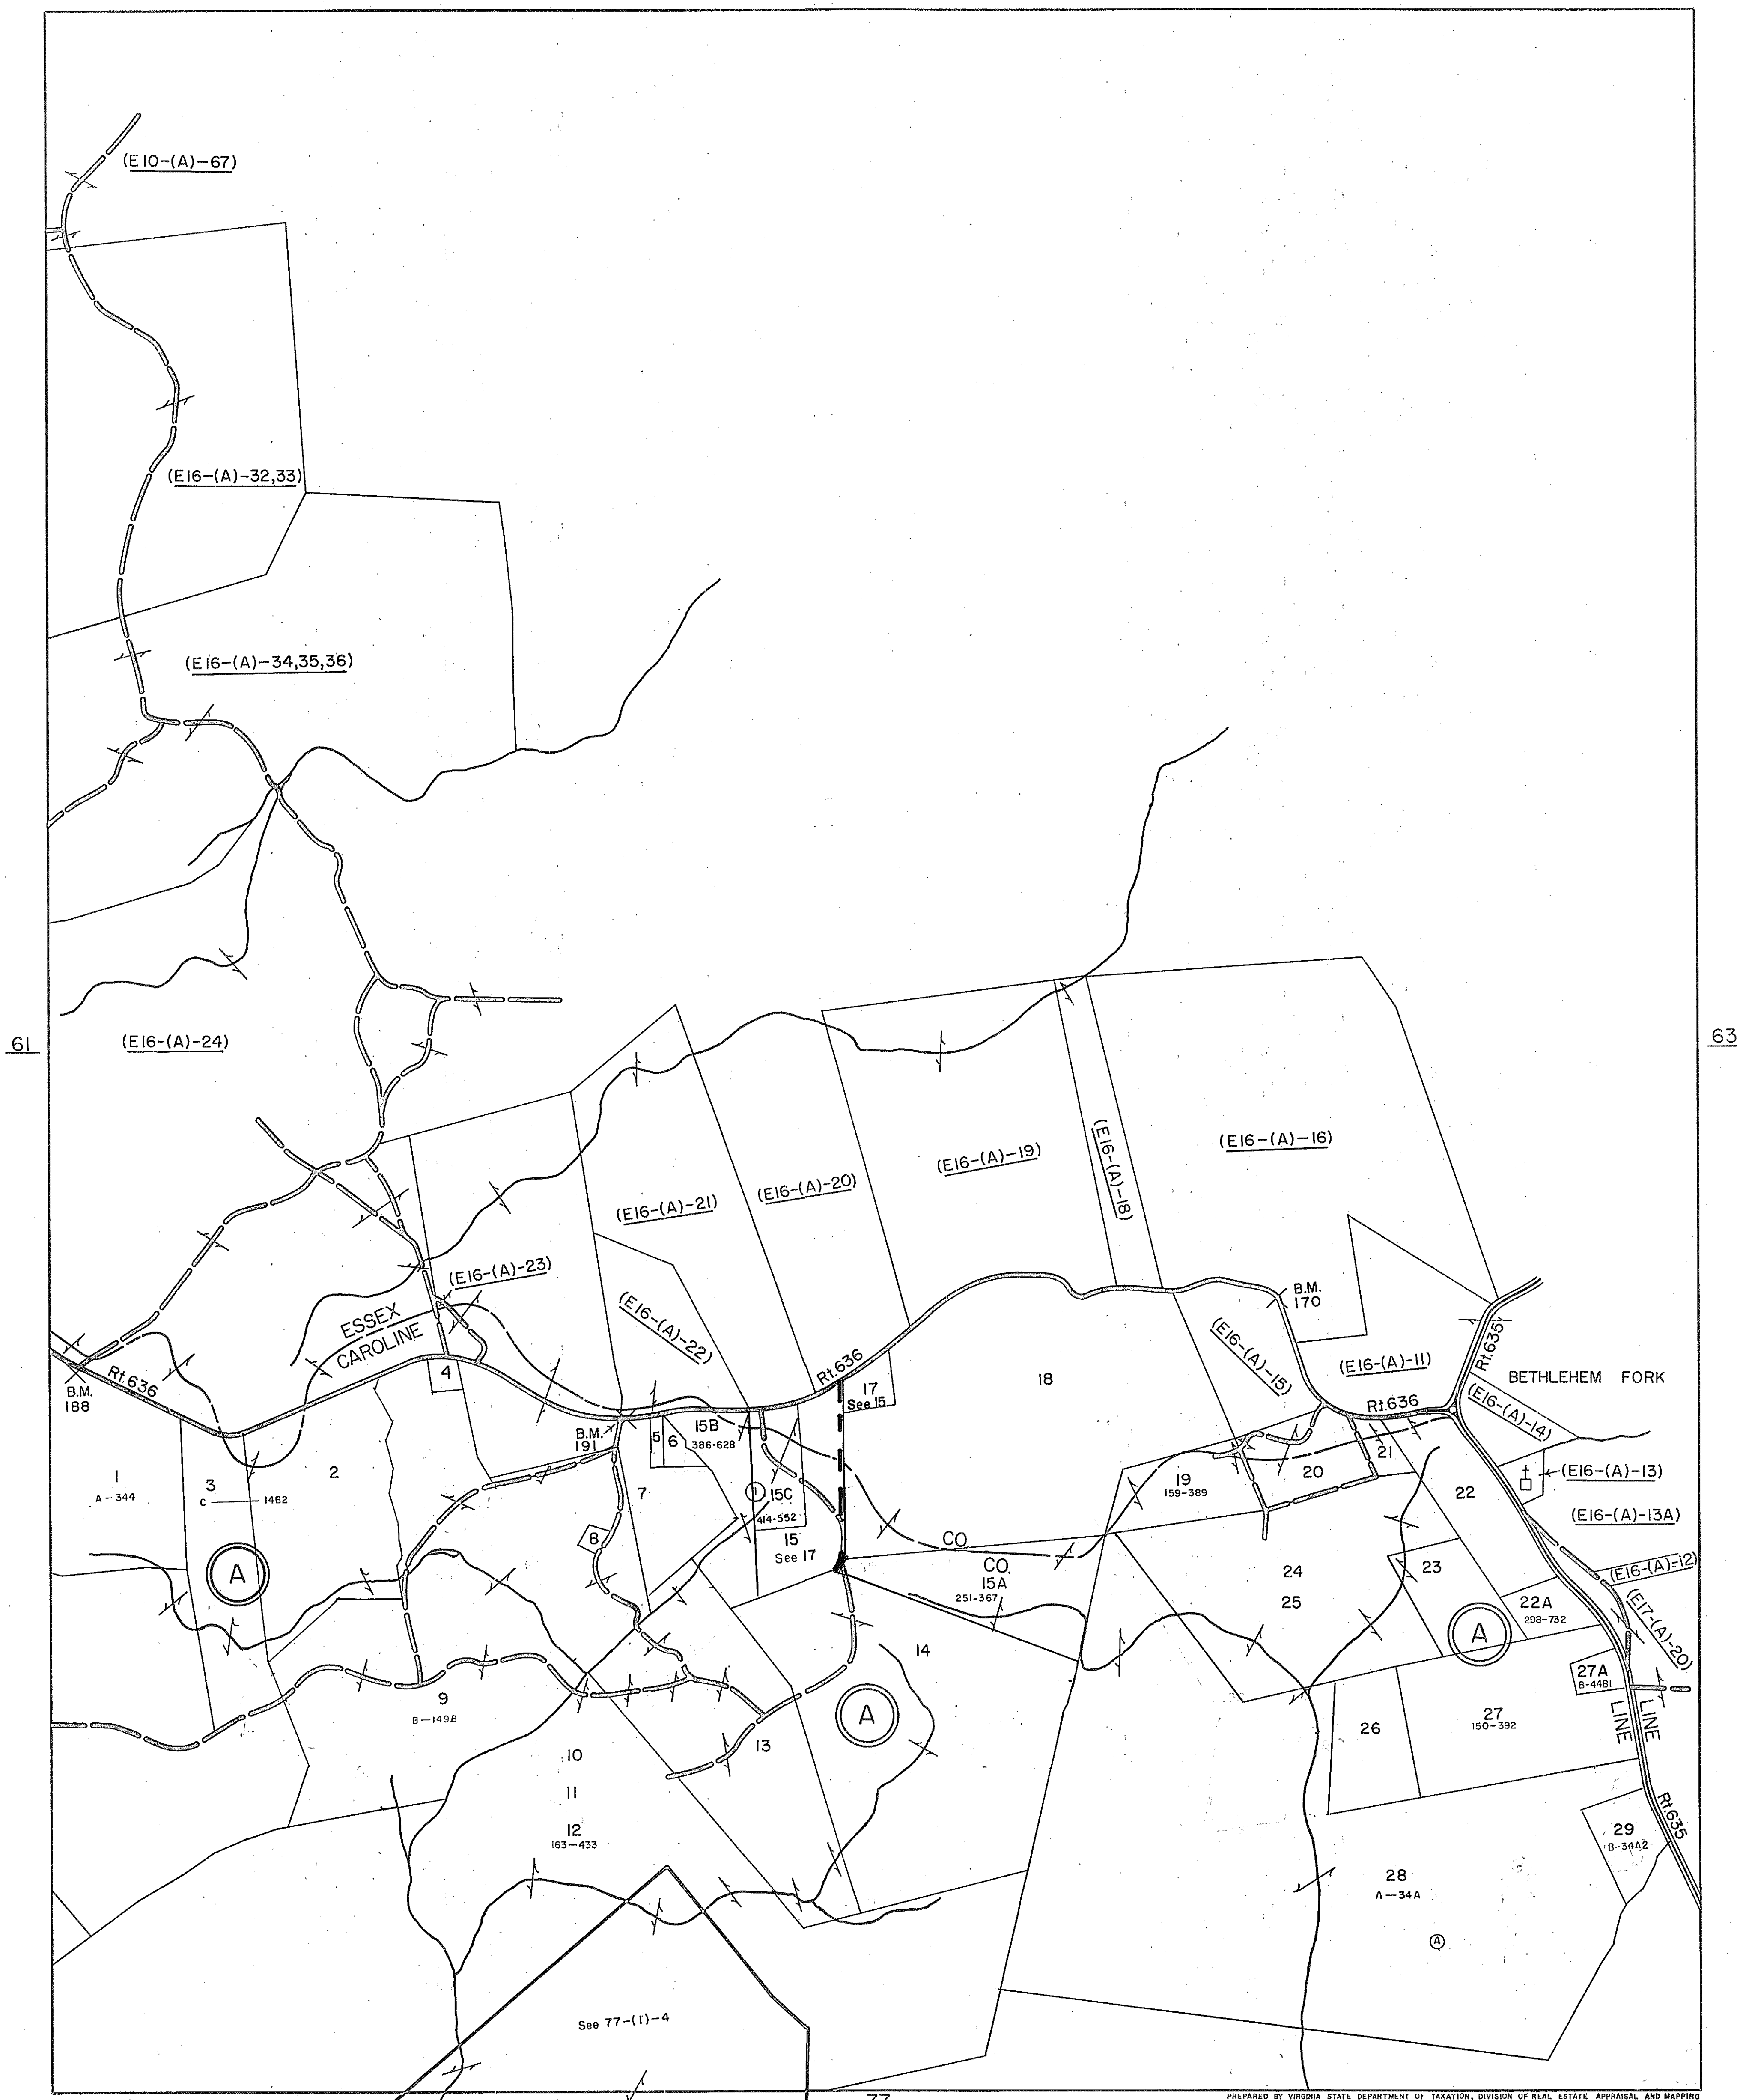 (E10-(A)-67)
(E16-(A)-32,33)
(E16-(A)-34,35,36)
61
(E16-(A)-24)
63
(E16-(A)-16)
(E16-(A)-18)
(E16-(A)-19)
(E16-(A)-20)
(E16-(A)-21)
(E16-(A)-23)
(E16-(A)-22)
ESSEX
CAROLINE
B.M.
170
(E16-(A)-15)
(E16-(A)-11)
Rt.635
BETHLEHEM FORK
Rt.636
B.M.
188
4
Rt.636
17
See 15
18
Rt.636
(E16-(A)-14)
B.M.
191
5
6
15B
386-628
1
A-344
3
C 14B2
2
7
1
15C
414-552
19
159-389
20
21
22
(E16-(A)-13)
(E16-(A)-13A)
8
15
See 17
CO.
CO.
15A
251-367
A
24
25
23
(E16-(A)-12)
22A
298-732
A
(E17-(A)-20)
14
27A
B-44B1
9
B-149B
A
26
27
150-392
LINE
LINE
10
11
12
163-433
13
Rt.635
29
B-34A2
28
A-34A
A
See 77-(1)-4
77
PREPARED BY VIRGINIA STATE DEPARTMENT OF TAXATION, DIVISION OF REAL ESTATE APPRAISAL AND MAPPING